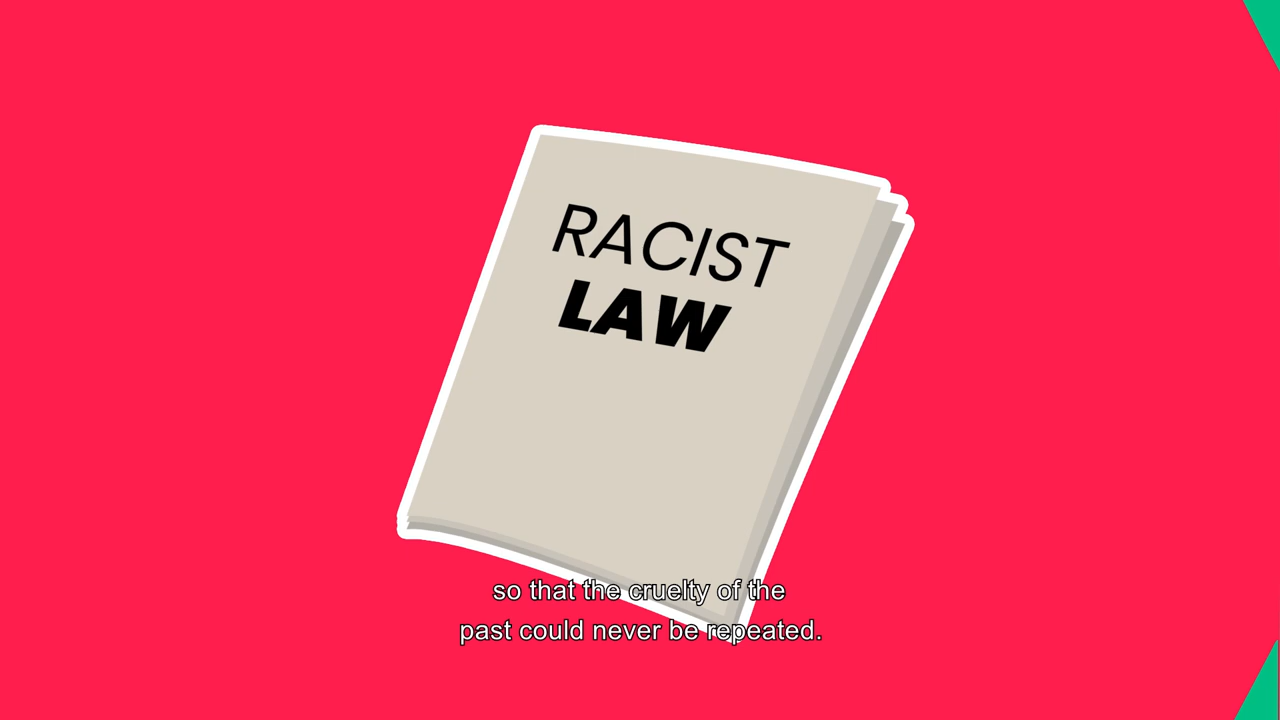 RACIST
LAW
so that the cruelty of the
past could never be repeated.